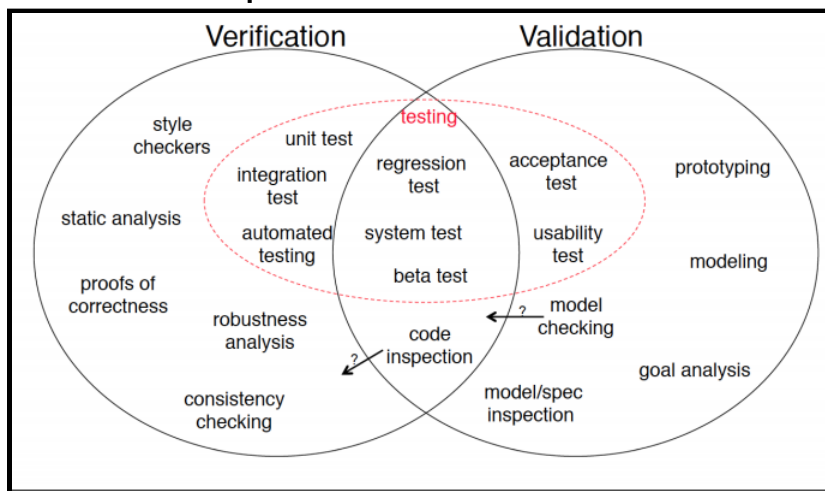 Verification
Validation
testing
style
checkers
unit test
regression
test
acceptance
test
prototyping
integration
test
static analysis
automated
testing
system test
usability
test
beta test
modeling
proofs of
correctness
robustness
analysis
?
model
checking
code
inspection
?
goal analysis
consistency
checking
model/spec
inspection